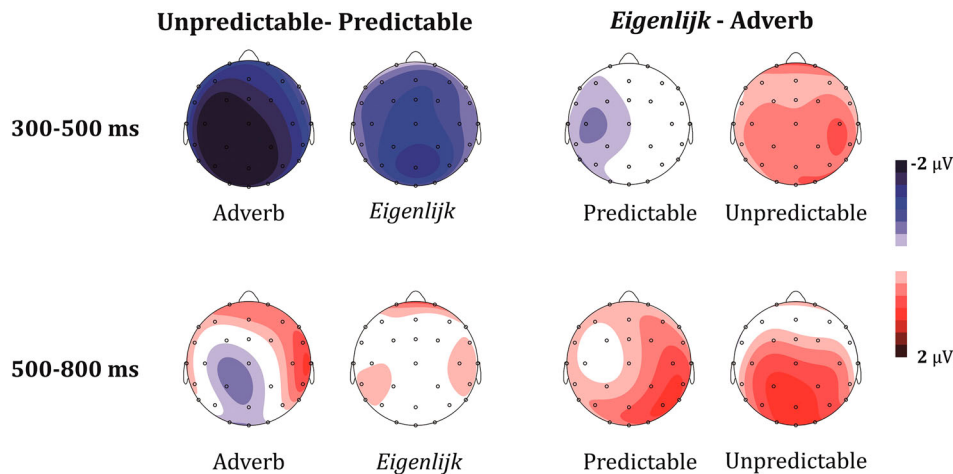 Unpredictable- Predictable
Eigenlijk - Adverb
300-500 ms
Adverb
Eigenlijk
Predictable
Unpredictable
-2 µV
2 µV
500-800 ms
Adverb
Eigenlijk
Predictable
Unpredictable